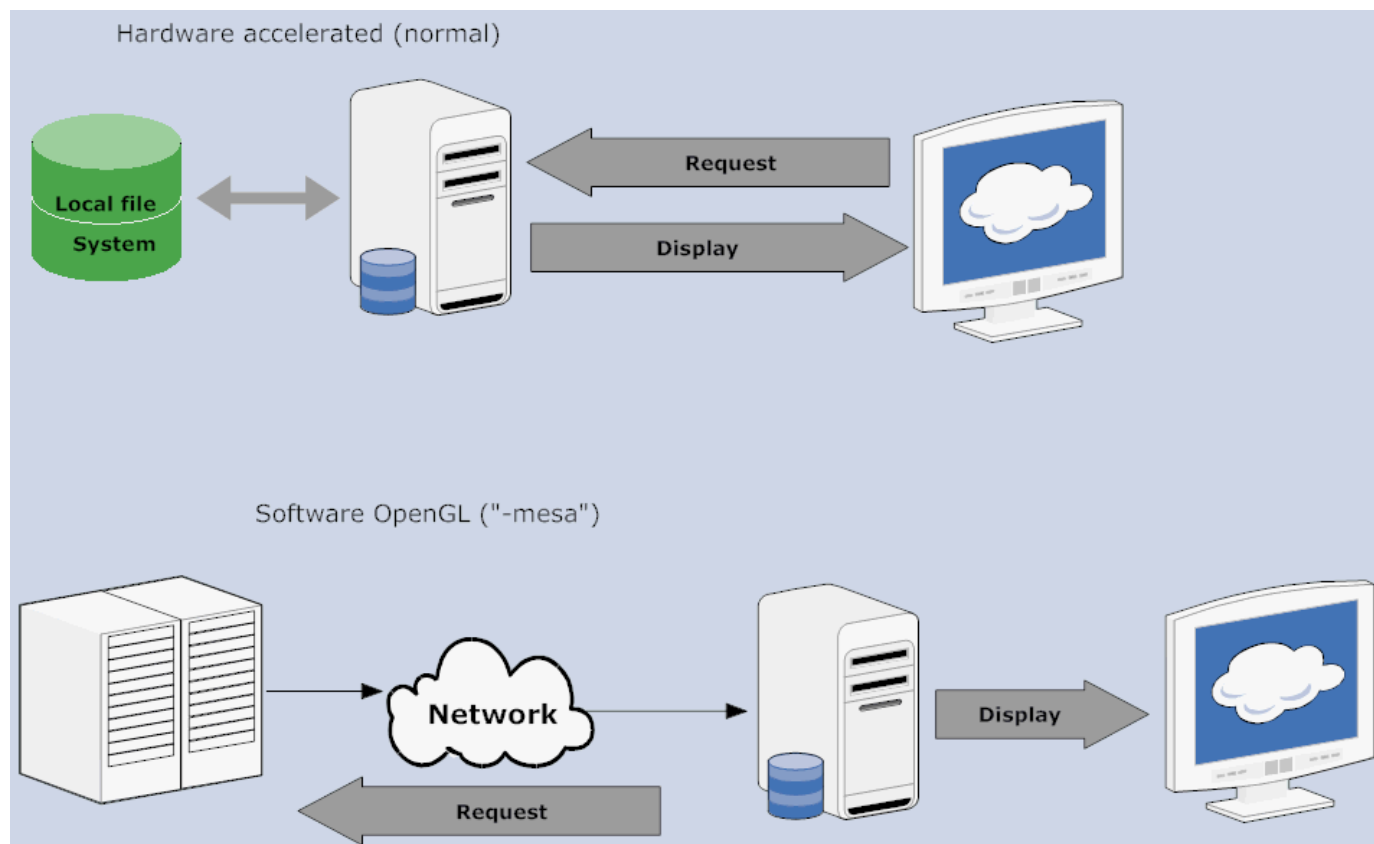 Hardware accelerated (normal)
Request
Local file
System
Display
Software OpenGL ("-mesa")
Network
Display
Request